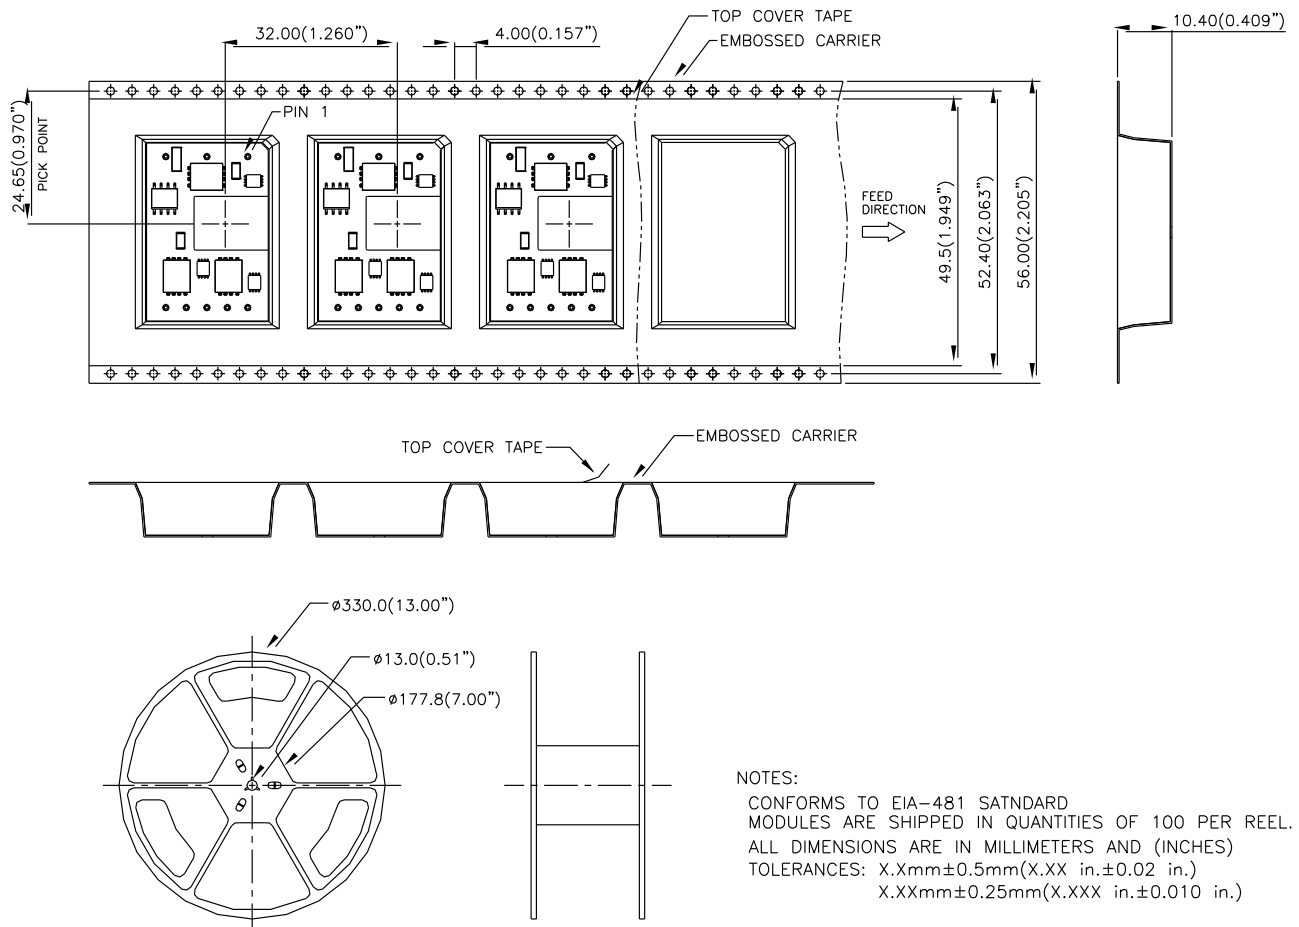 TOP COVER TAPE
EMBOSSED CARRIER
32.00(1.260")
4.00(0.157")
10.40(0.409")
PIN 1
24.65(0.970")
PICK POINT
FEED
DIRECTION
49.5(1.949")
52.40(2.063")
56.00(2.205")
TOP COVER TAPE
EMBOSSED CARRIER
ø330.0(13.00")
ø13.0(0.51")
ø177.8(7.00")
NOTES:
CONFORMS TO EIA-481 SATNDARD
MODULES ARE SHIPPED IN QUANTITIES OF 100 PER REEL.
ALL DIMENSIONS ARE IN MILLIMETERS AND (INCHES)
TOLERANCES: X.Xmm±0.5mm(X.XX in.±0.02 in.)
X.XXmm±0.25mm(X.XXX in.±0.010 in.)